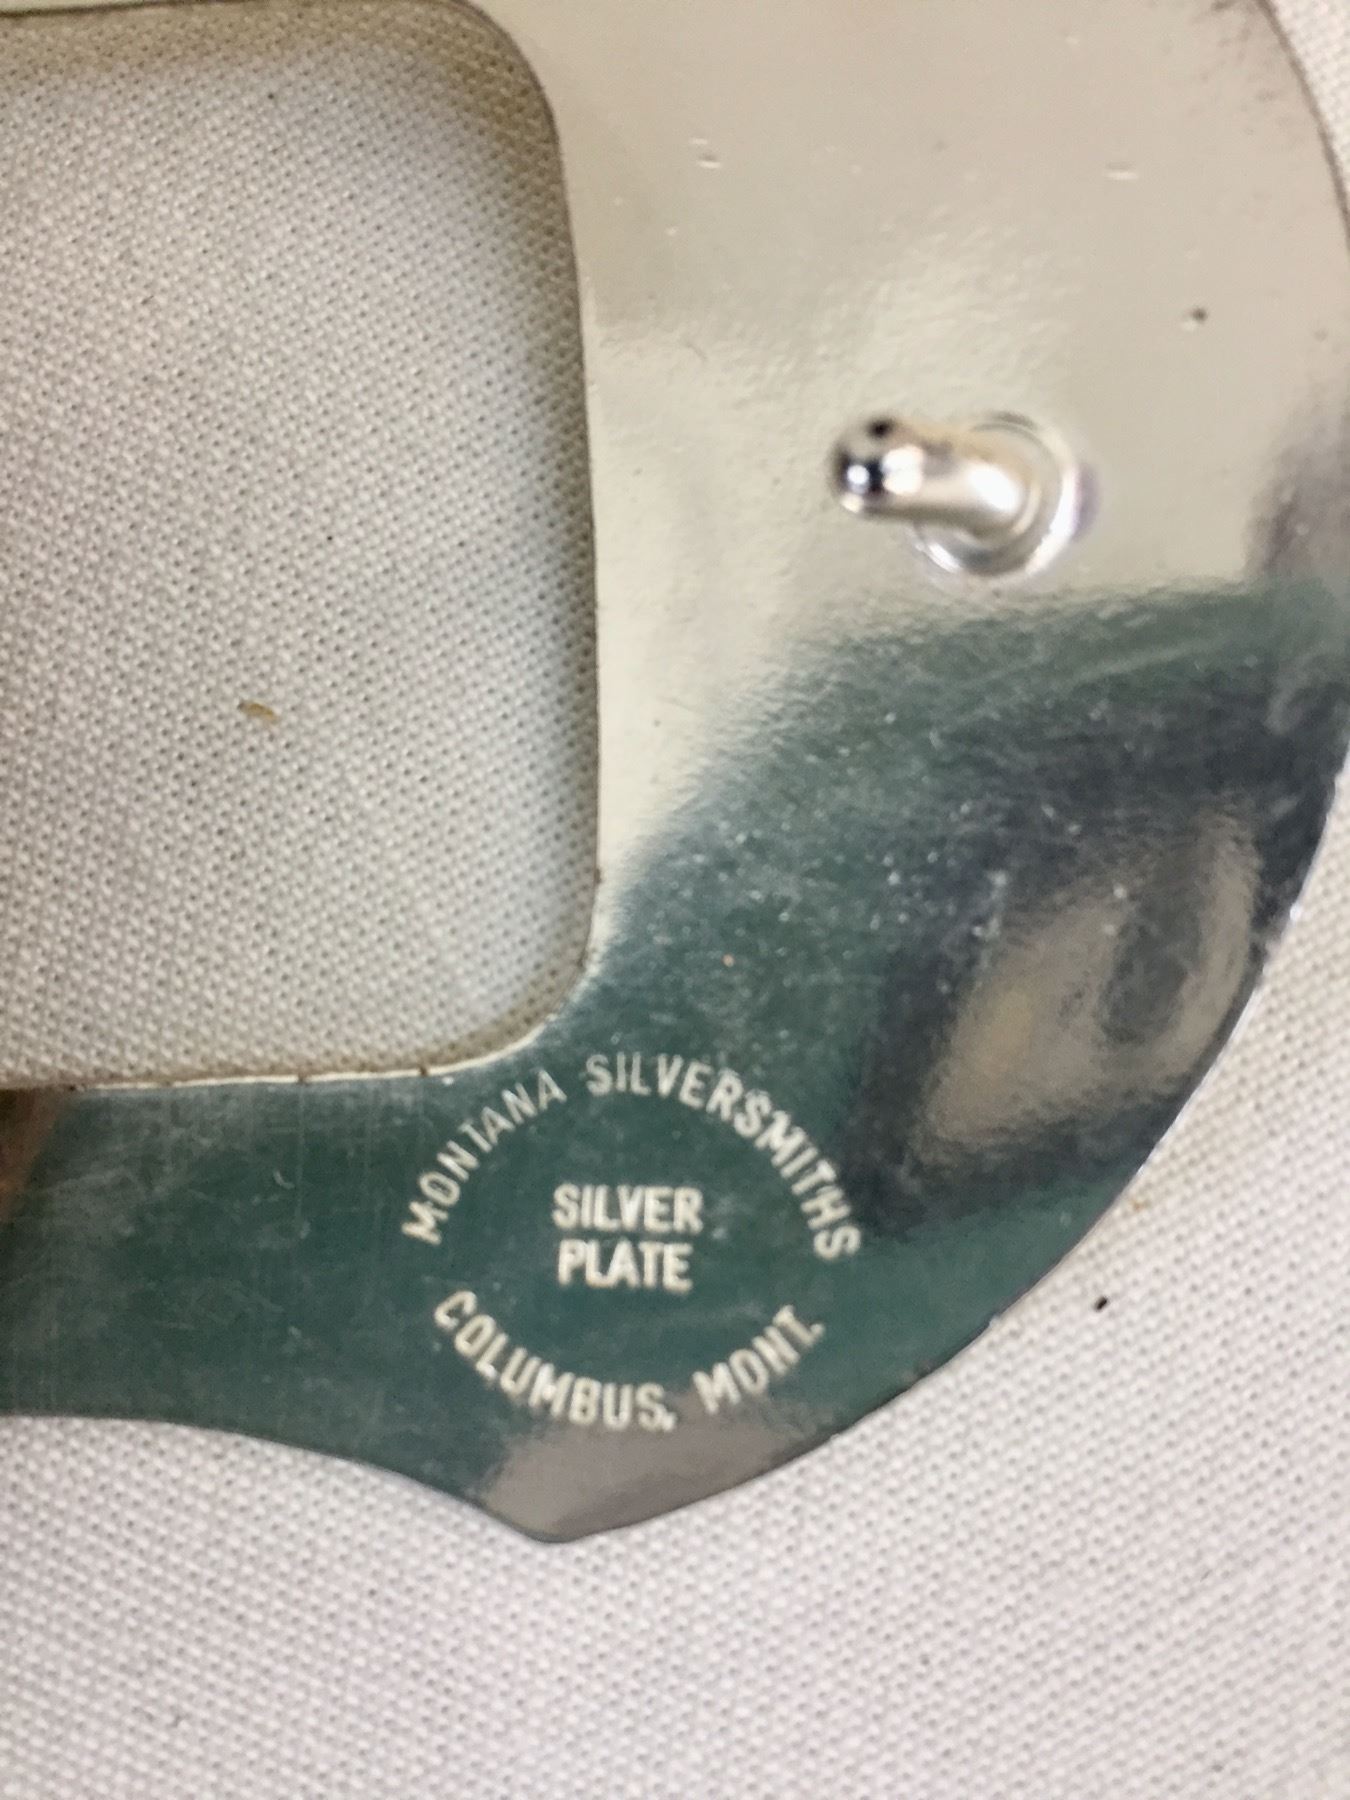 MONTANA SILVERSMITHS
SILVER
PLATE
COLUMBUS, MONT.